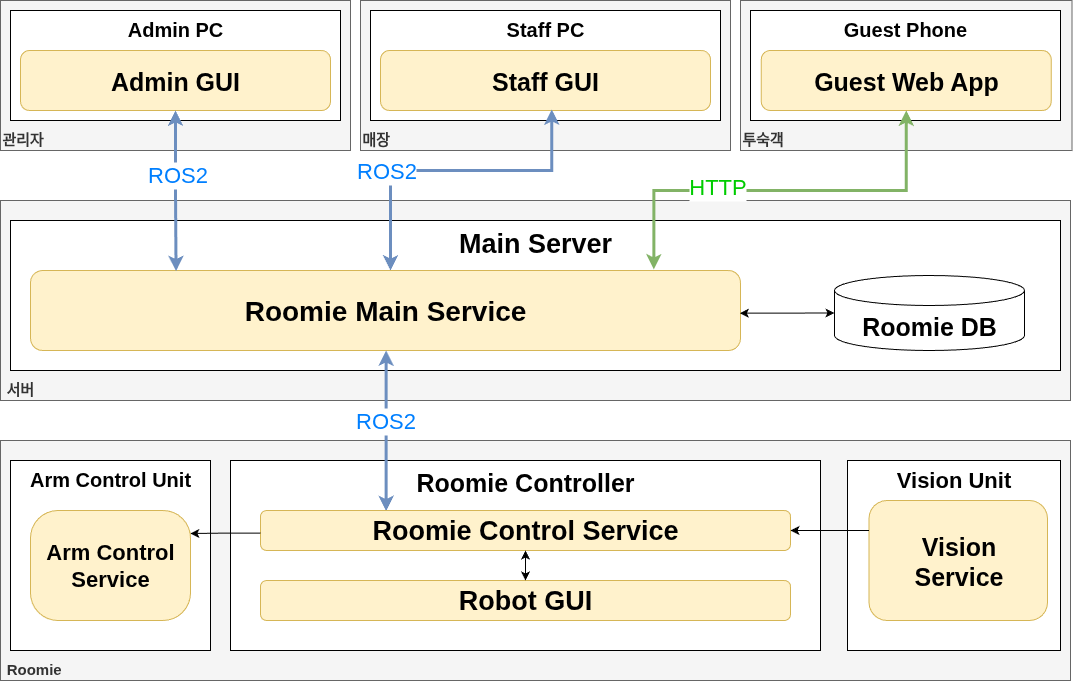 Admin PC
Admin GUI
관리자
Staff PC
Staff GUI
매장
Guest Phone
Guest Web App
투숙객
ROS2
ROS2
HTTP
Main Server
Roomie Main Service
Roomie DB
서버
ROS2
Arm Control Unit
Arm Control
Service
Roomie Controller
Roomie Control Service
Robot GUI
Vision Unit
Vision
Service
Roomie